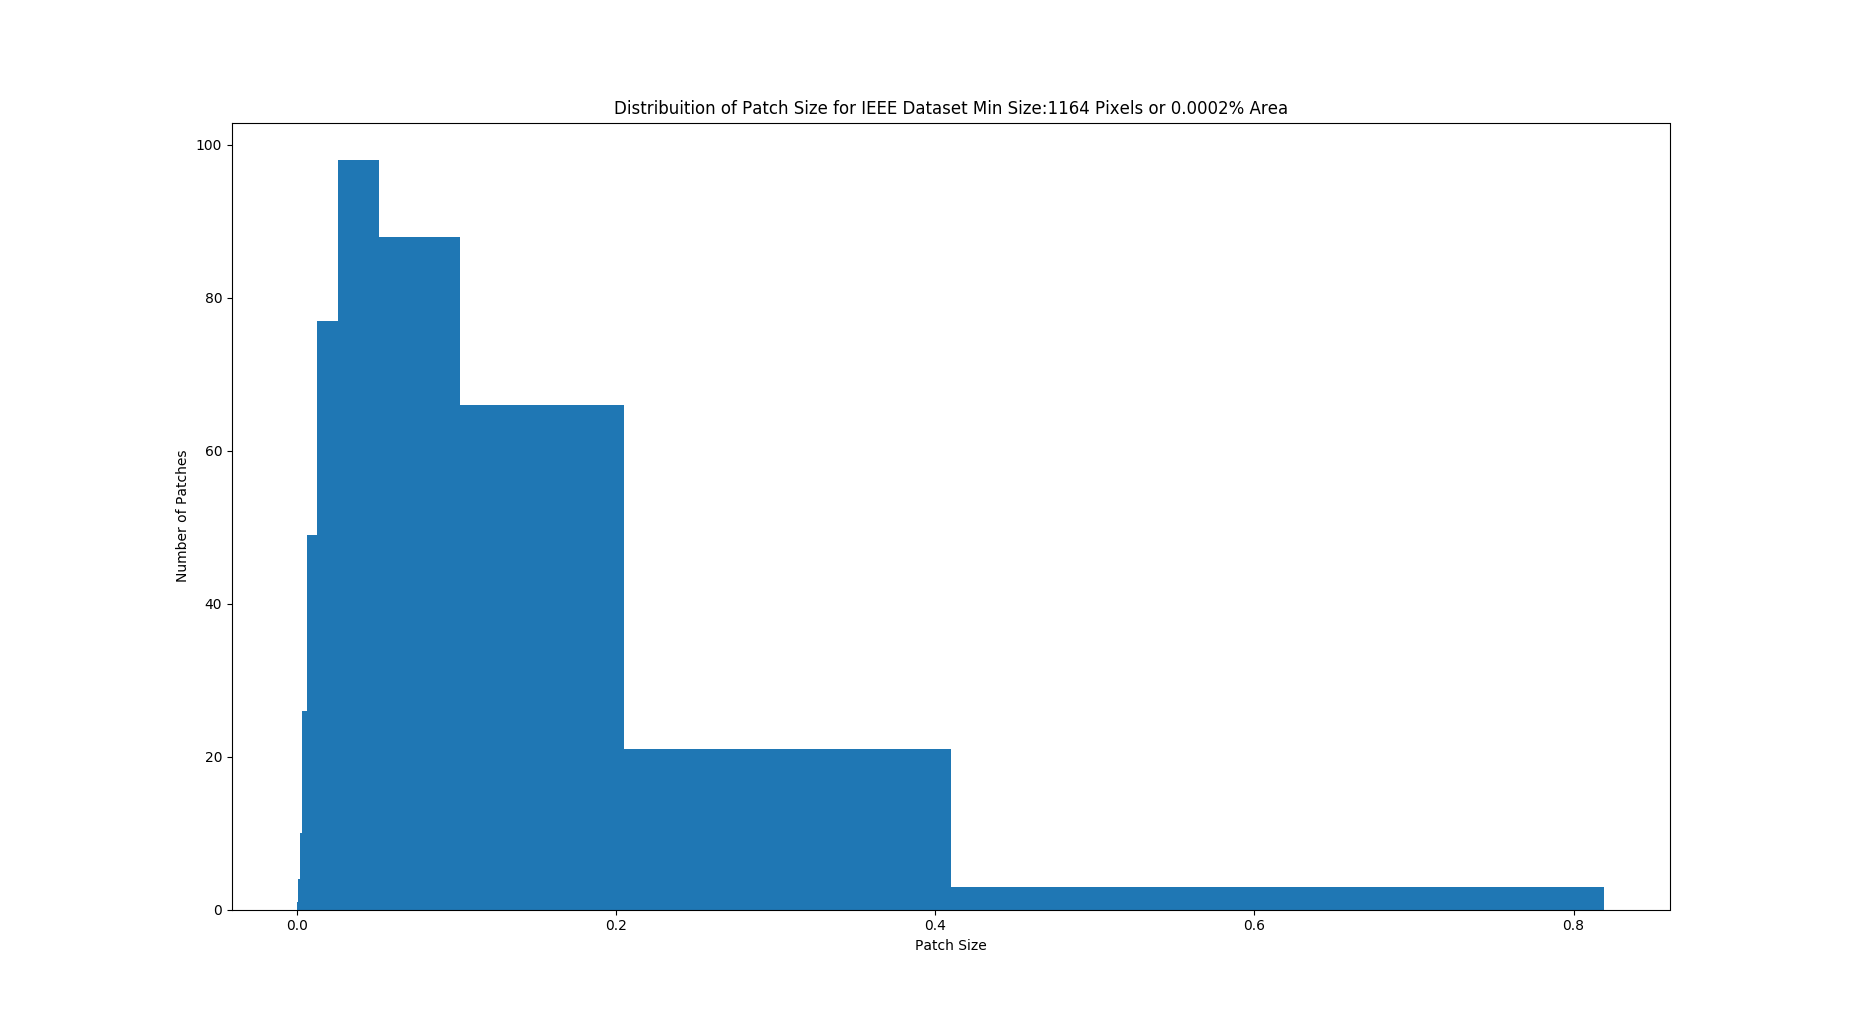 Distribuition of Patch Size for IEEE Dataset Min Size:1164 Pixels or 0.0002% Area
100
80
60
40
20
0
Number of Patches
0.0 0.2 0.4 0.6 0.8
Patch Size